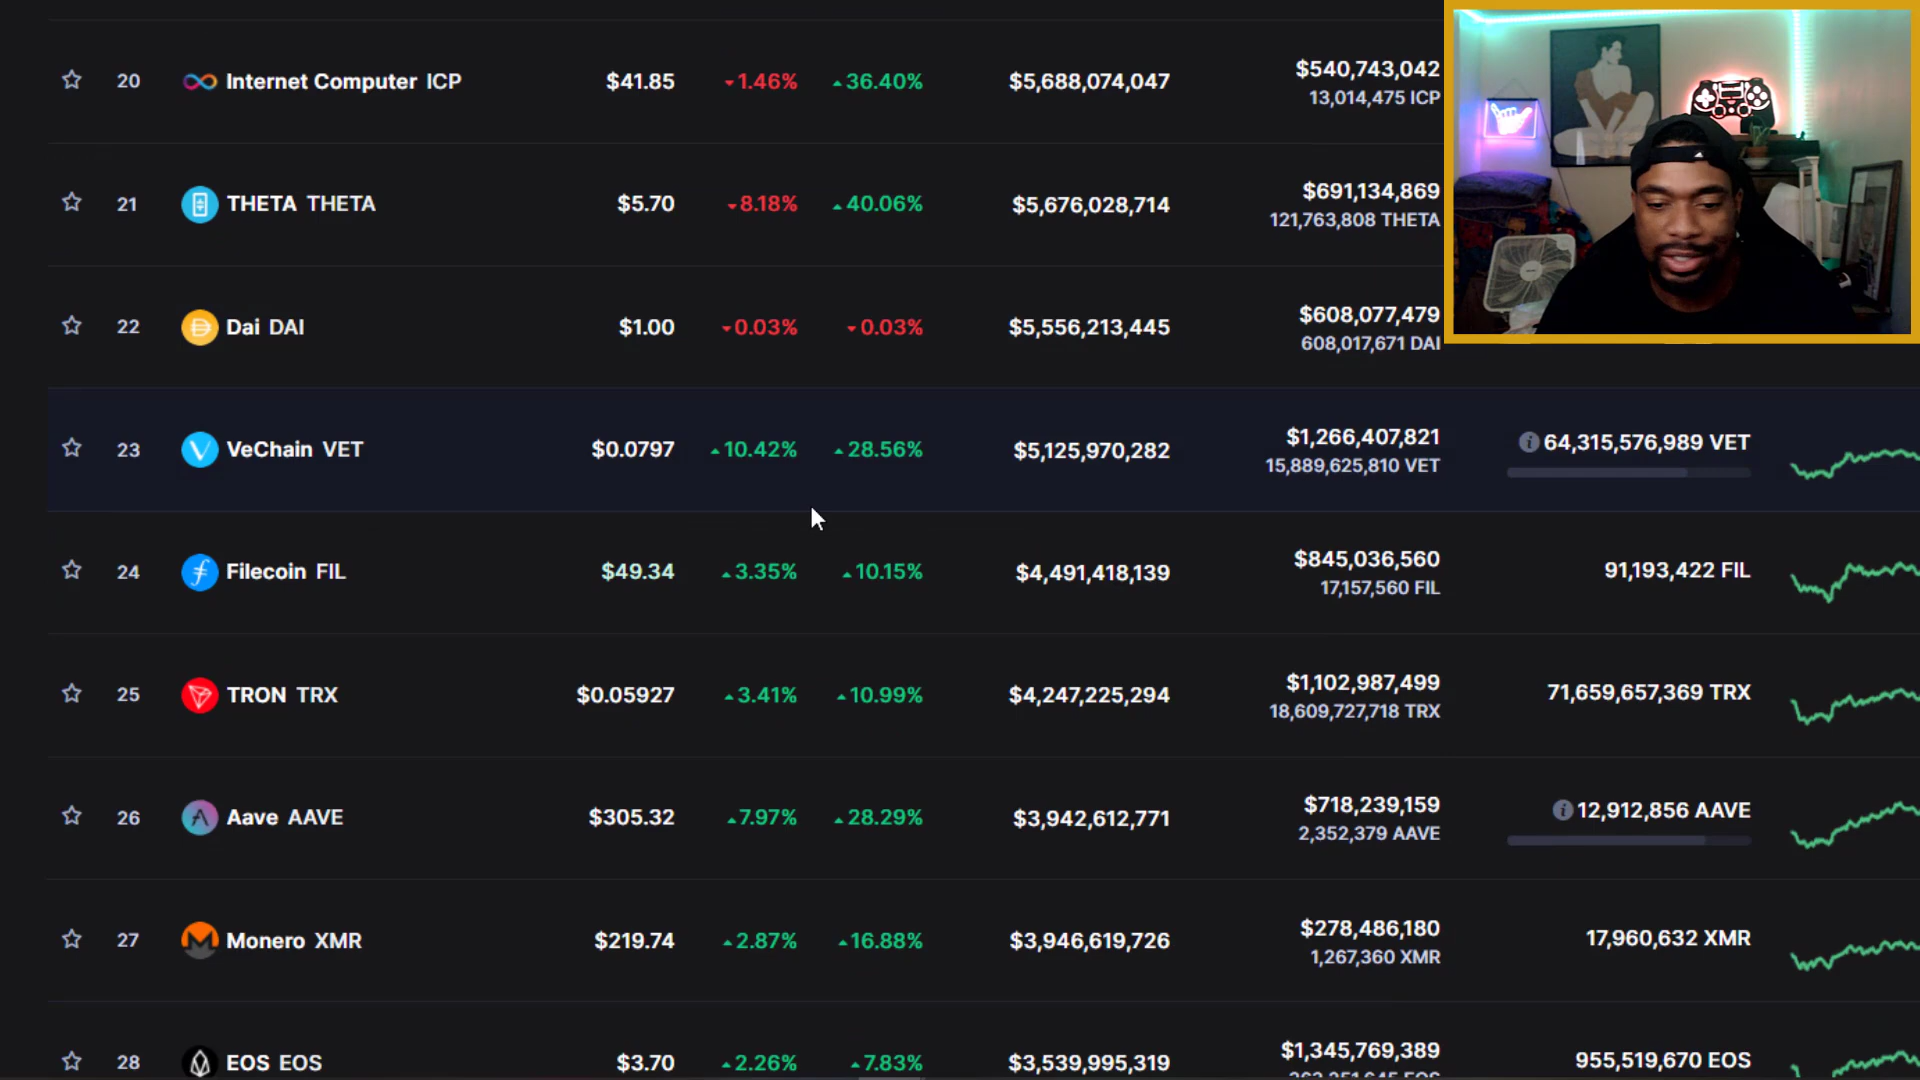 20 Internet Computer ICP $41.85 1.46% 36.40% $5,688,074,047 $540,743,042
13,014,475 ICP
21 THETA THETA $5.70 8.18% 40.06% $5,676,028,714 $691,134,869
121,763,808 THETA
22 Dai DAI $1.00 0.03% 0.03% $5,556,213,445 $608,077,479
608,017,671 DAI
23 VeChain VET $0.0797 10.42% 28.56% $5,125,970,282 $1,266,407,821 64,315,576,989 VET
15,889,625,810 VET
24 Filecoin FIL $49.34 3.35% 10.15% $4,491,418,139 $845,036,560 91,193,422 FIL
17,157,560 FIL
25 TRON TRX $0.05927 3.41% 10.99% $4,247,225,294 $1,102,987,499 71,659,657,369 TRX
18,609,727,718 TRX
26 Aave AAVE $305.32 7.97% 28.29% $3,942,612,771 $718,239,159 12,912,856 AAVE
2,352,379 AAVE
27 Monero XMR $219.74 2.87% 16.88% $3,946,619,726 $278,486,180 17,960,632 XMR
1,267,360 XMR
28 EOS EOS $3.70 2.26% 7.83% $3,539,995,319 $1,345,769,389 955,519,670 EOS